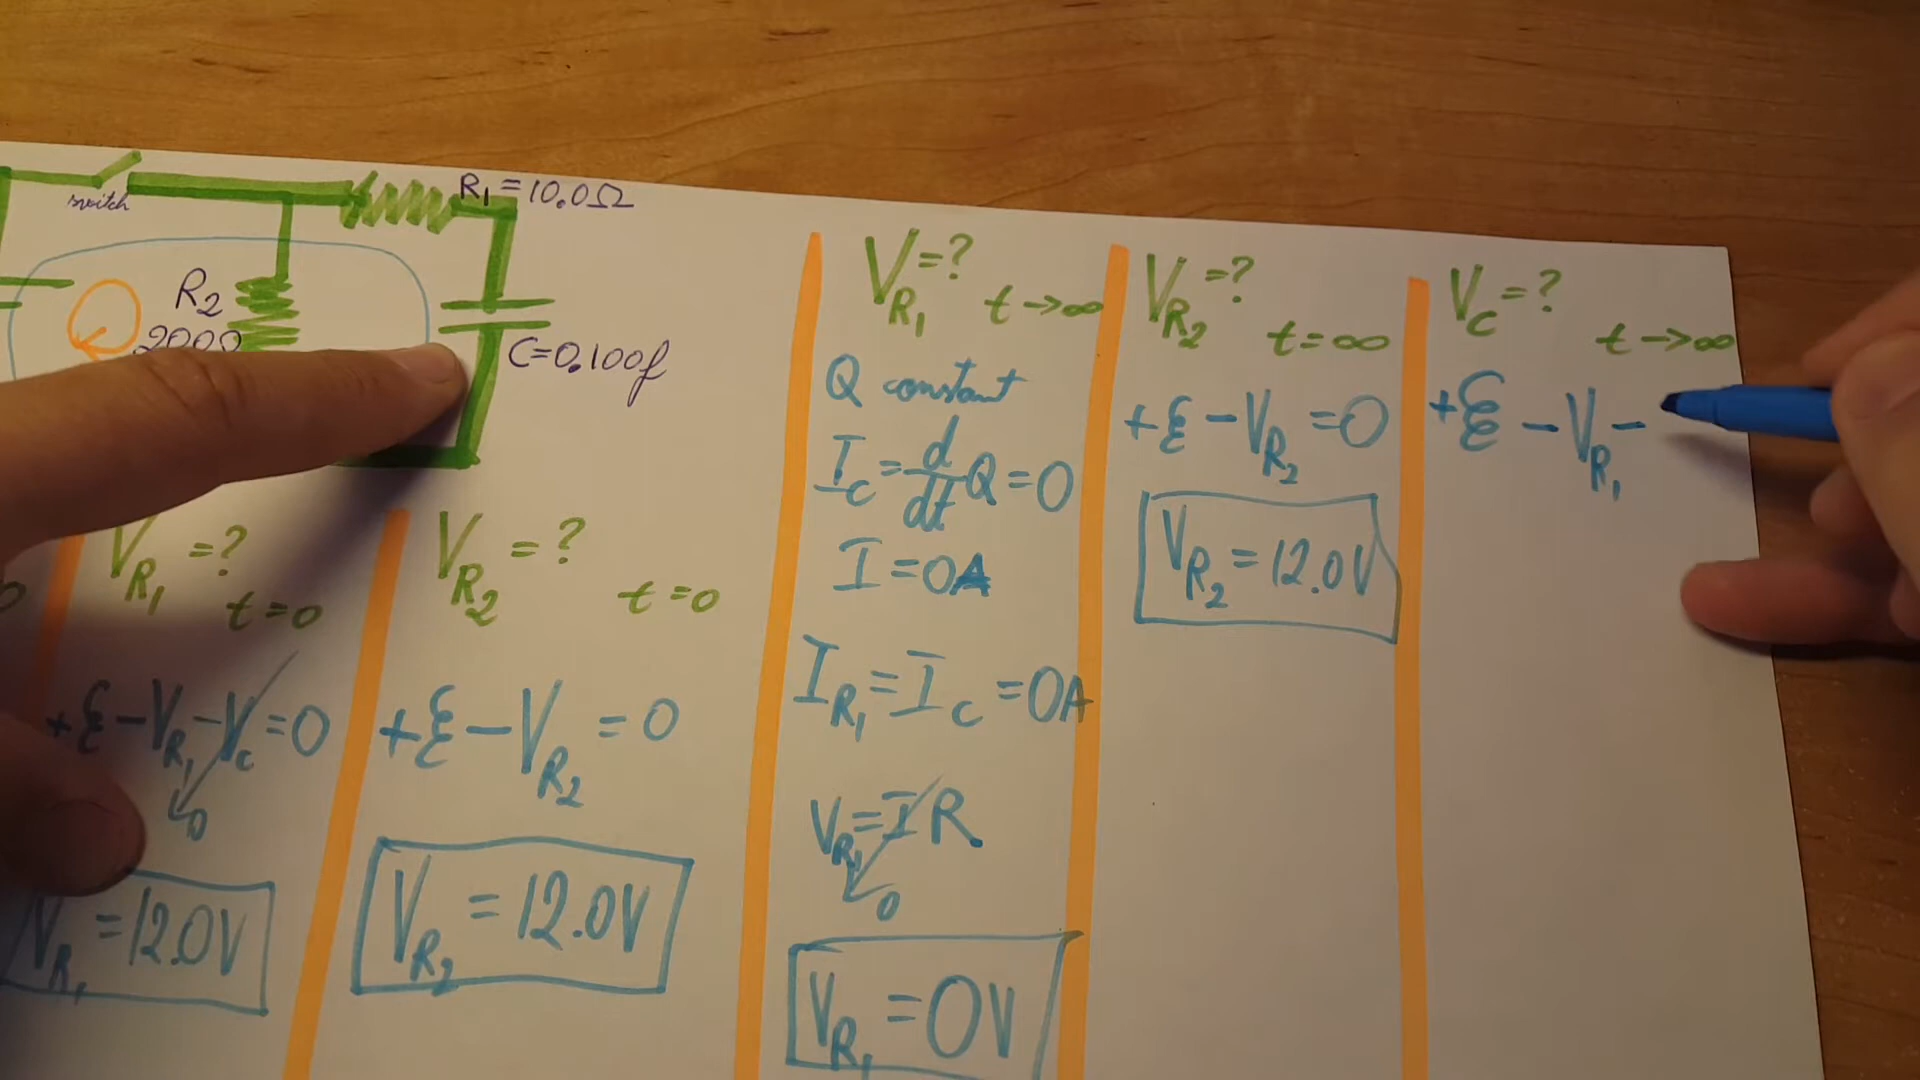 switch
R₁=10.0Ω
R₂
200Ω
C=0.100f
V_R₁=?
t=0
+ε-V_R₁-V_C=0
0
V_R₁=12.0V
V_R₂=?
t=0
+ε-V_R₂=0
V_R₂=12.0V
V_R₁=?
t→∞
Q constant
I_C=d/dt Q=0
I=0A
I_R₁=I_C=0A
V_R₁=IR
0
V_R₁=0V
V_R₂=?
t=∞
+ε-V_R₂=0
V_R₂=12.0V
V_C=?
t→∞
+ε-V_R₁-